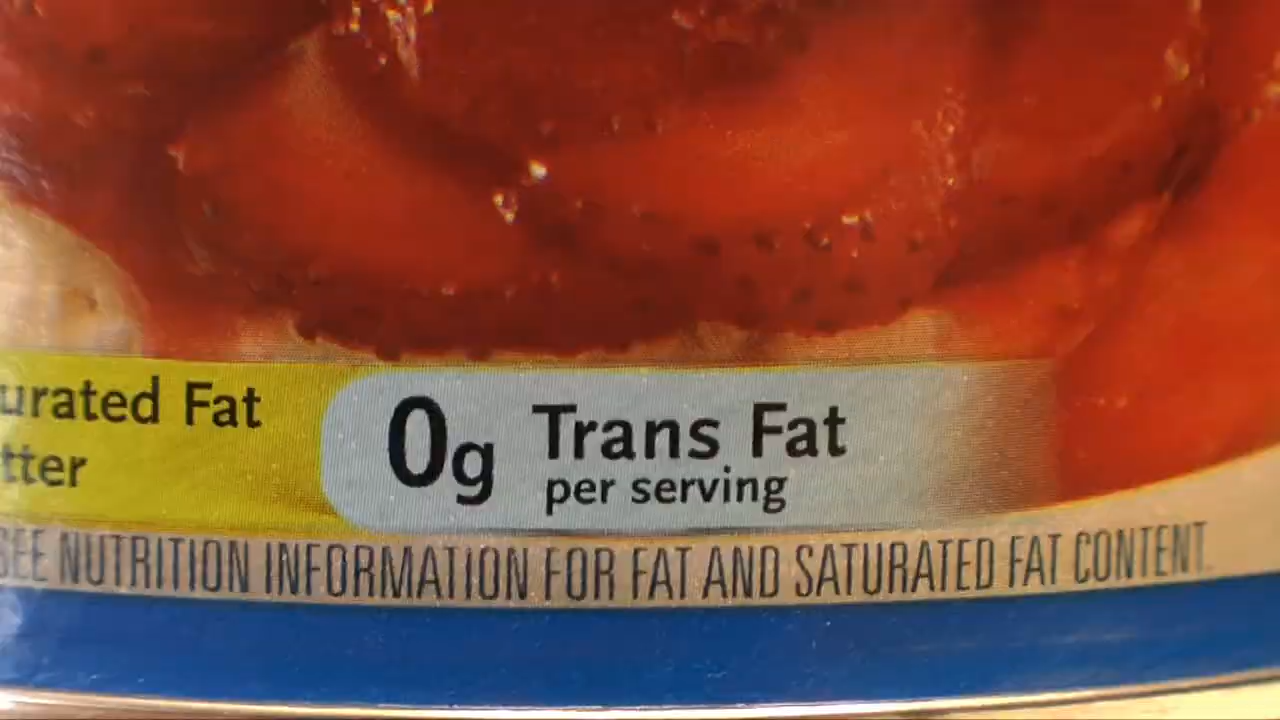 urated Fat
tter
0g Trans Fat
per serving
SEE NUTRITION INFORMATION FOR FAT AND SATURATED FAT CONTENT.